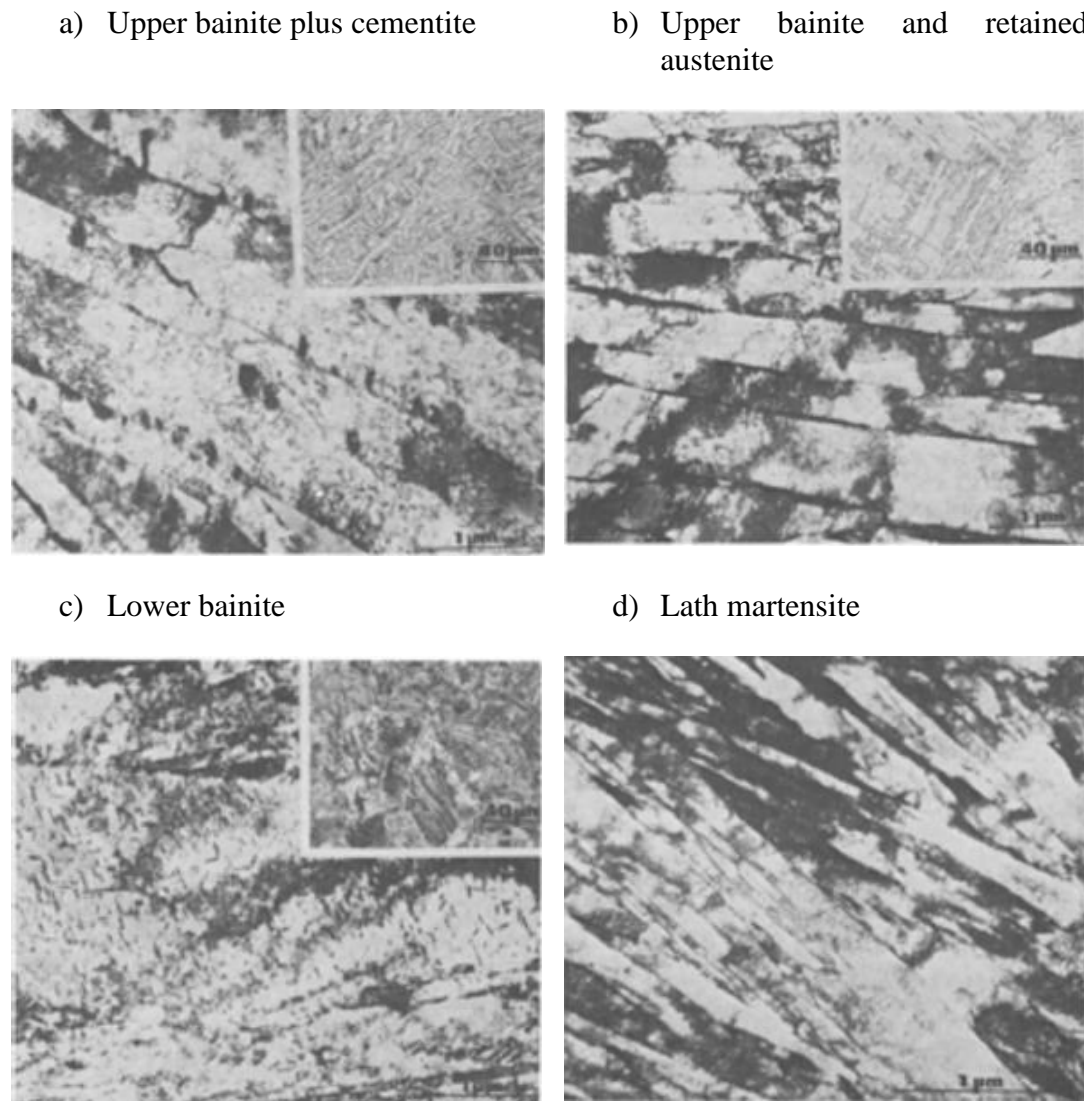 a) Upper bainite plus cementite
b) Upper bainite and retained
austenite
40 µm
40 µm
1 µm
1 µm
c) Lower bainite
d) Lath martensite
40 µm
1 µm
1 µm